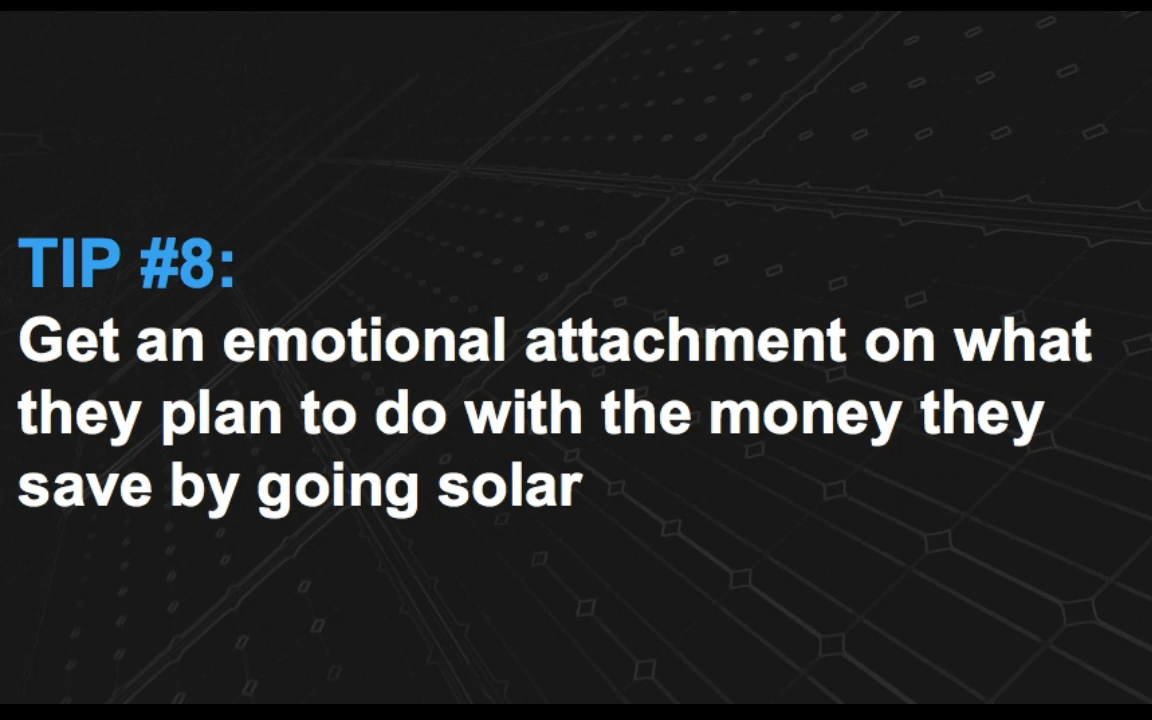 TIP #8:
Get an emotional attachment on what
they plan to do with the money they
save by going solar